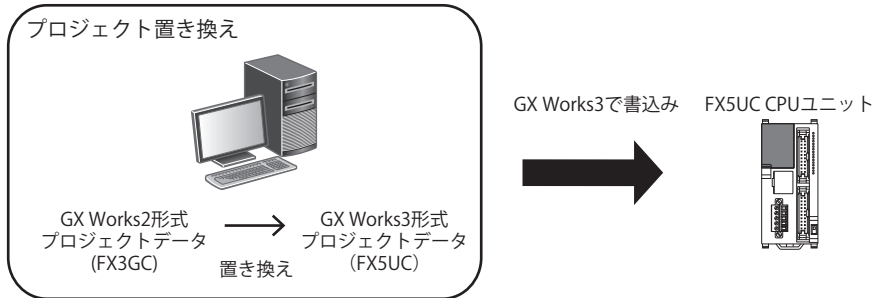 プロジェクト置き換え
GX Works3で書込み
FX5UC CPUユニット
GX Works2形式
プロジェクトデータ
(FX3GC)
置き換え
GX Works3形式
プロジェクトデータ
（FX5UC）